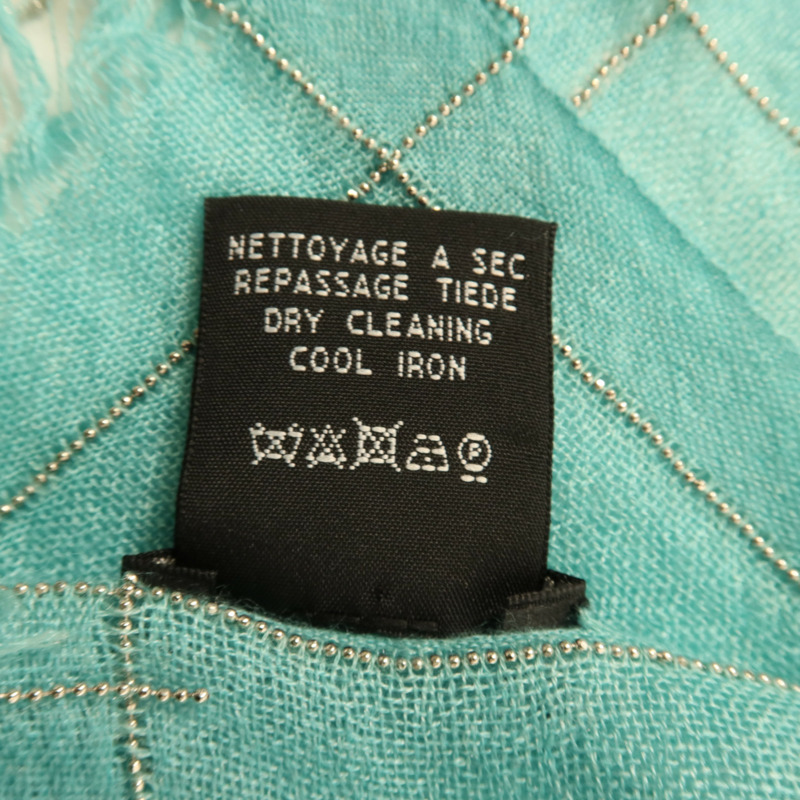 NETTOYAGE A SEC
REPASSAGE TIEDE
DRY CLEANING
COOL IRON
P